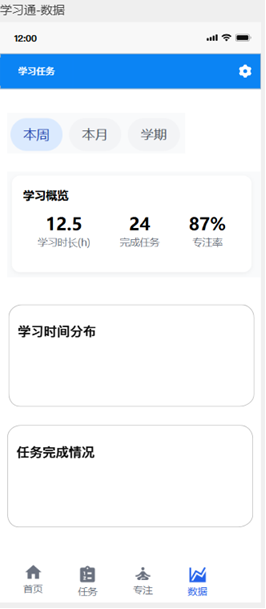 学习通-数据
12:00
学习任务
本周 本月 学期
学习概览
12.5 24 87%
学习时长(h) 完成任务 专注率
学习时间分布
任务完成情况
首页 任务 专注 数据